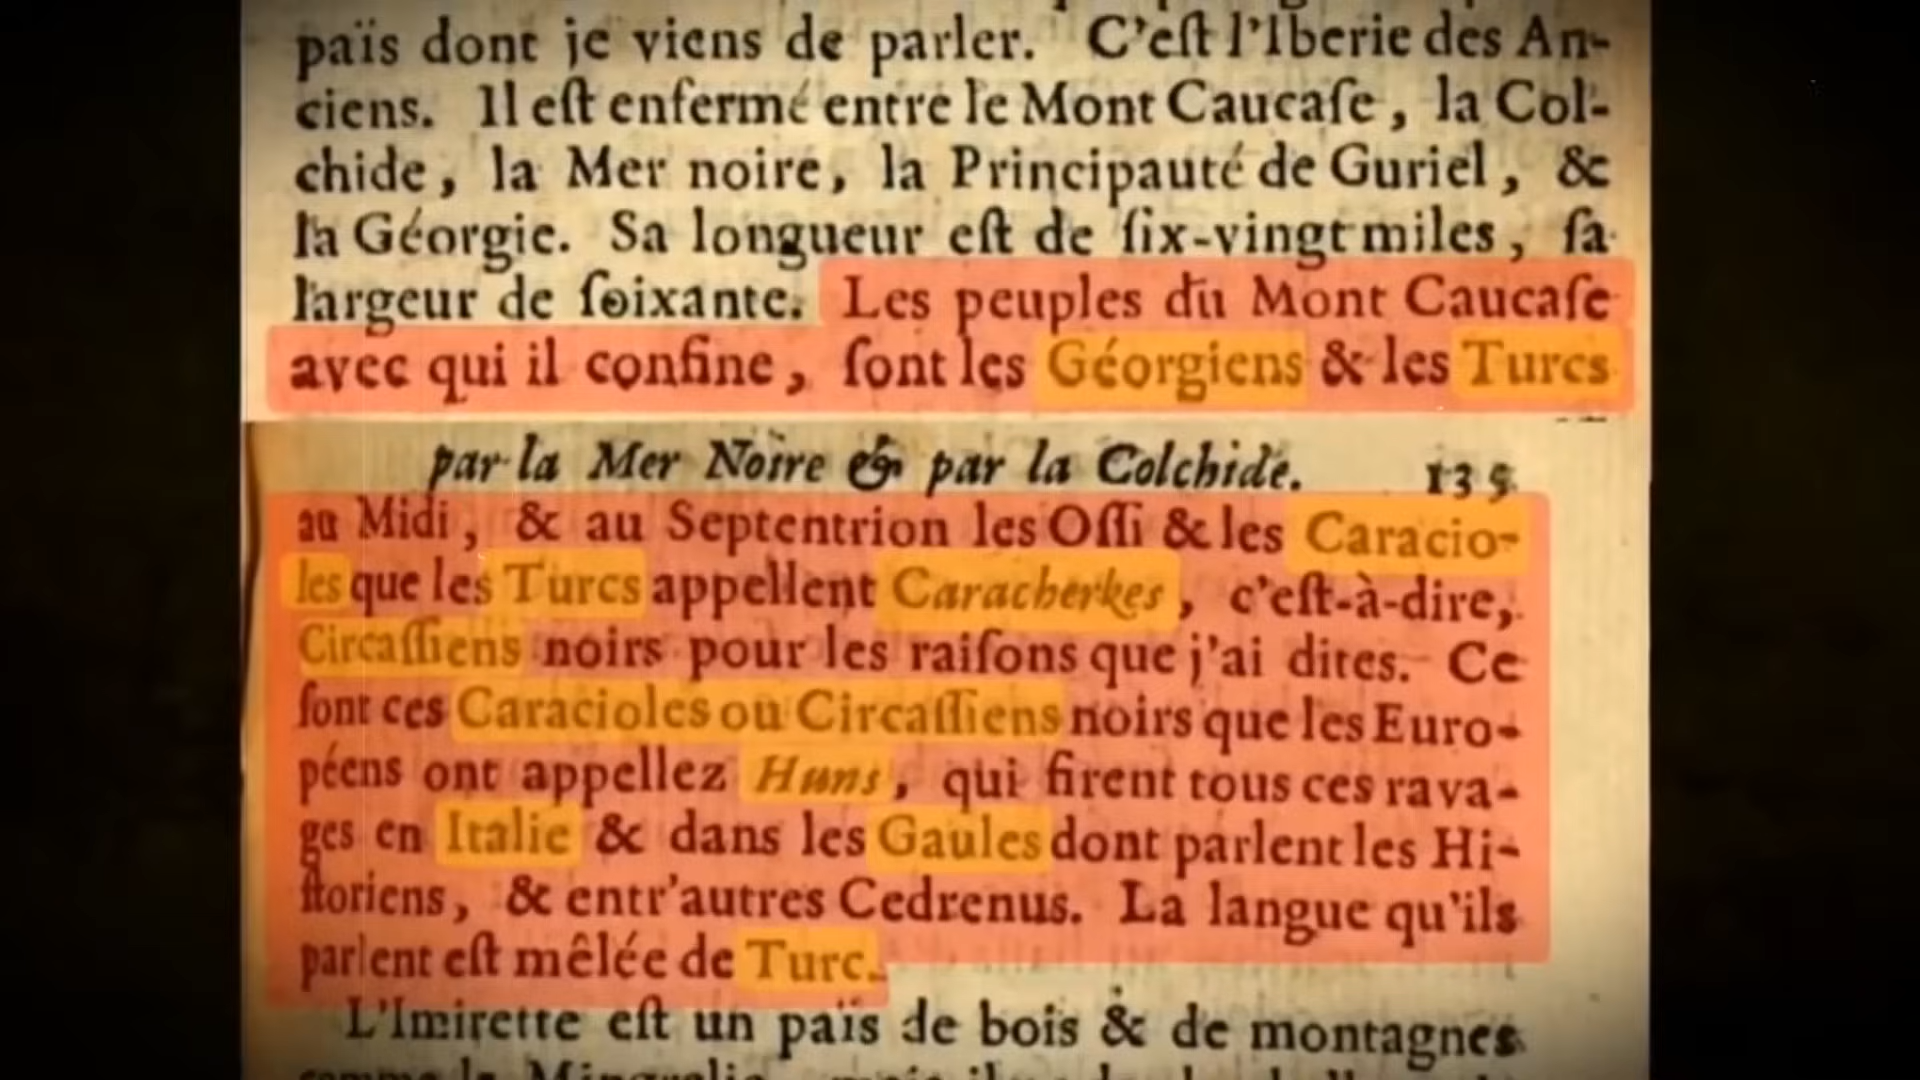 païs dont je viens de parler. C'eſt l'Iberie des An-
ciens. Il eſt enfermé entre le Mont Caucaſe, la Col-
chide, la Mer noire, la Principauté de Guriel, &
la Géorgie. Sa longueur eſt de ſix-vingt miles, ſa
largeur de ſoixante. Les peuples du Mont Caucaſe
avec qui il confine, ſont les Géorgiens & les Turcs
par la Mer Noire & par la Colchide. 135
au Midi, & au Septentrion les Oſſi & les Caracio-
les que les Turcs appellent Caracherkes, c'eſt-à-dire,
Circaſſiens noirs pour les raiſons que j'ai dites. Ce
ſont ces Caracioles ou Circaſſiens noirs que les Euro-
péens ont appellez Huns, qui firent tous ces rava-
ges en Italie & dans les Gaules dont parlent les Hi-
ſtoriens, & entr'autres Cedrenus. La langue qu'ils
parlent eſt mêlée de Turc.
L'Imirette eſt un païs de bois & de montagnes
comme la Mingrelie,